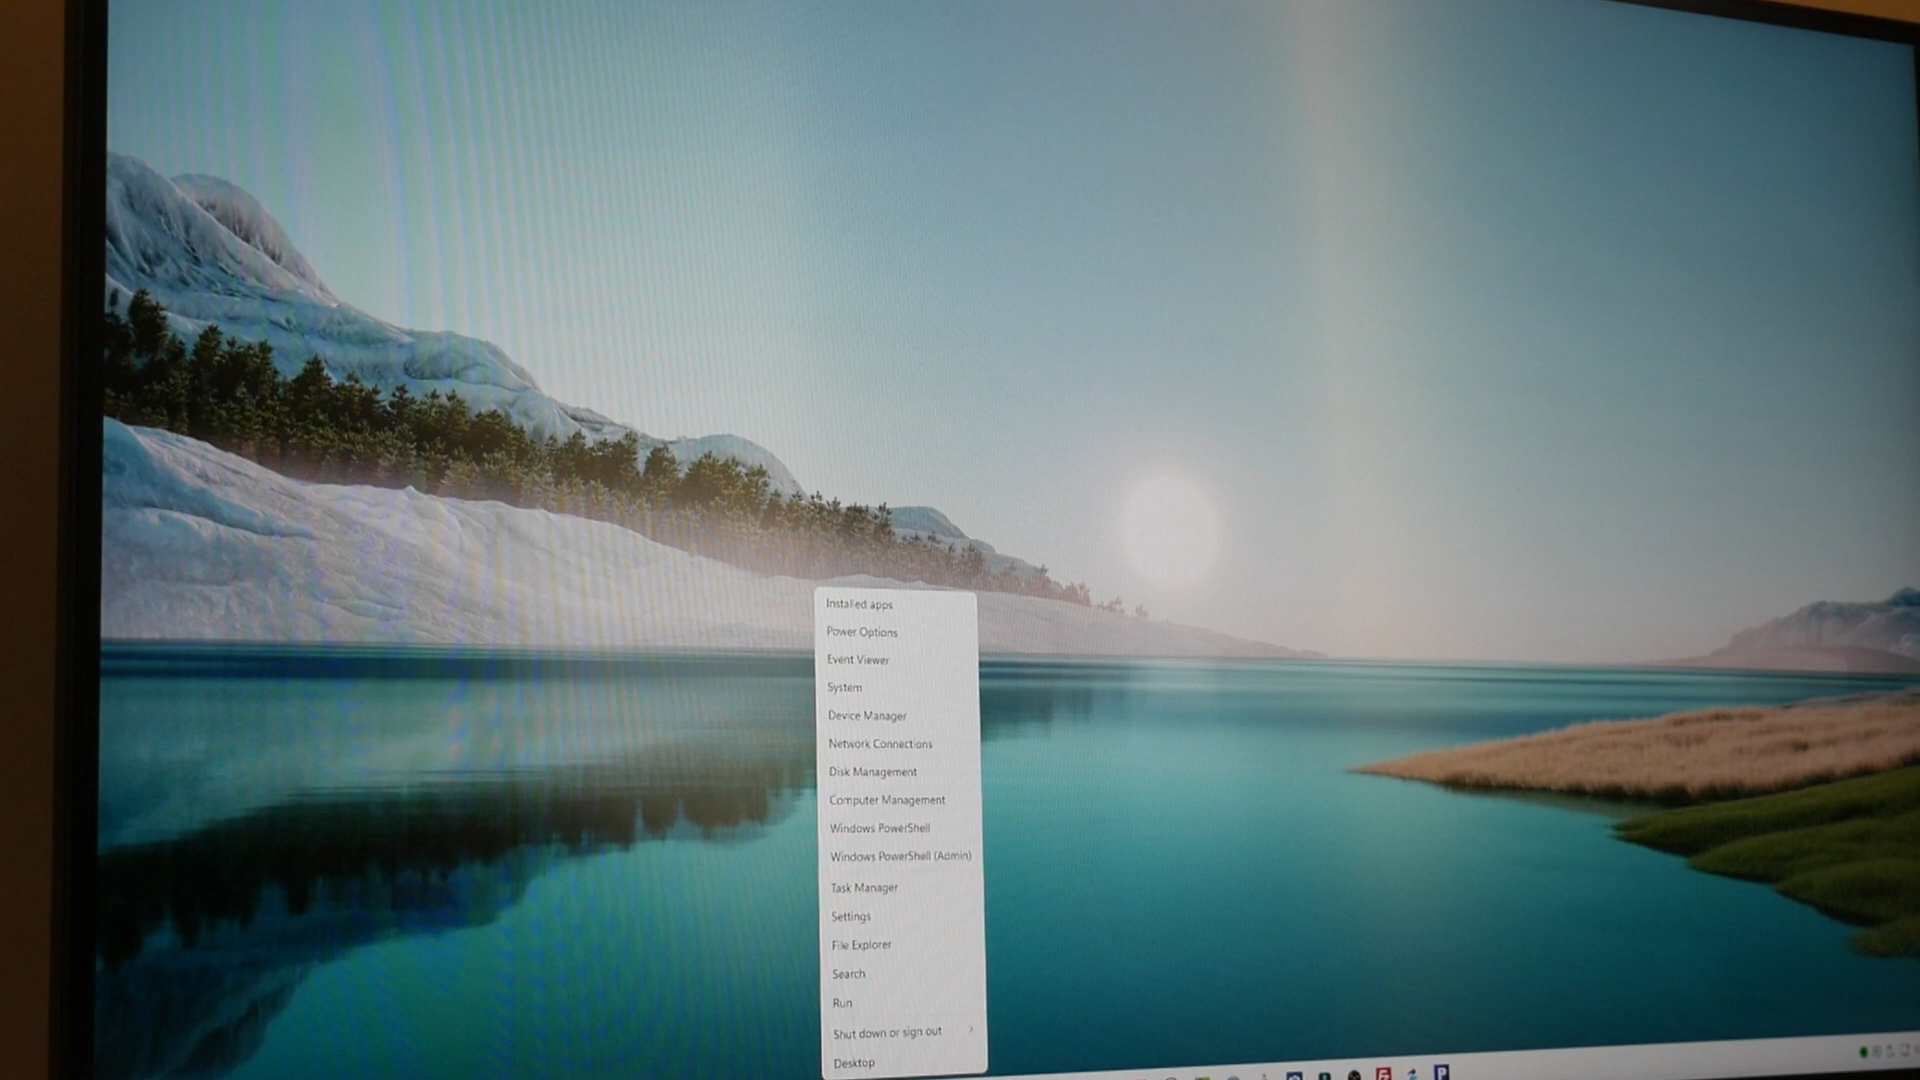 Installed apps
Power Options
Event Viewer
System
Device Manager
Network Connections
Disk Management
Computer Management
Windows PowerShell
Windows PowerShell (Admin)
Task Manager
Settings
File Explorer
Search
Run
Shut down or sign out
Desktop